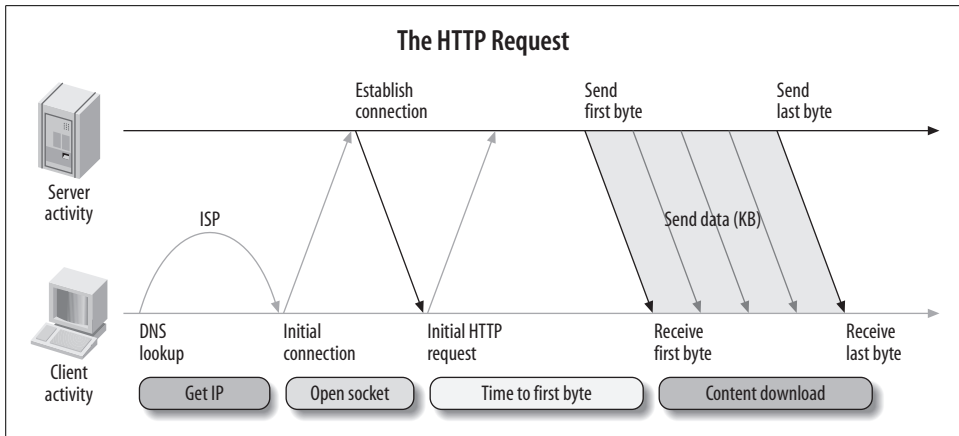 The HTTP Request
Establish
connection
Send
first byte
Send
last byte
Server
activity
ISP
Send data (KB)
DNS
lookup
Initial
connection
Initial HTTP
request
Receive
first byte
Receive
last byte
Client
activity
Get IP
Open socket
Time to first byte
Content download